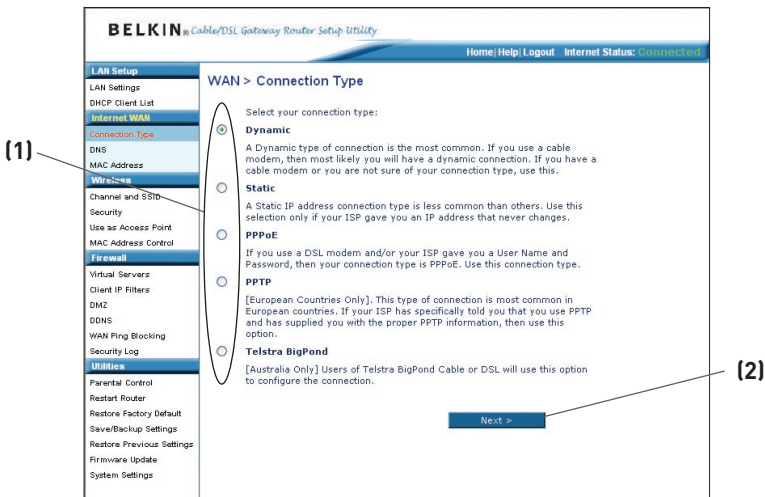 BELKIN® Cable/DSL Gateway Router Setup Utility
Home|Help|Logout Internet Status: Connected
LAN Setup
LAN Settings
DHCP Client List
Internet WAN
Connection Type
DNS
MAC Address
Wireless
Channel and SSID
Security
Use as Access Point
MAC Address Control
Firewall
Virtual Servers
Client IP Filters
DMZ
DDNS
WAN Ping Blocking
Security Log
Utilities
Parental Control
Restart Router
Restore Factory Default
Save/Backup Settings
Restore Previous Settings
Firmware Update
System Settings
(1)
WAN > Connection Type
Select your connection type:
Dynamic
A Dynamic type of connection is the most common. If you use a cable
modem, then most likely you will have a dynamic connection. If you have a
cable modem or you are not sure of your connection type, use this.
Static
A Static IP address connection type is less common than others. Use this
selection only if your ISP gave you an IP address that never changes.
PPPoE
If you use a DSL modem and/or your ISP gave you a User Name and
Password, then your connection type is PPPoE. Use this connection type.
PPTP
[European Countries Only]. This type of connection is most common in
European countries. If your ISP has specifically told you that you use PPTP
and has supplied you with the proper PPTP information, then use this
option.
Telstra BigPond
[Australia Only] Users of Telstra BigPond Cable or DSL will use this option
to configure the connection.
Next >
(2)